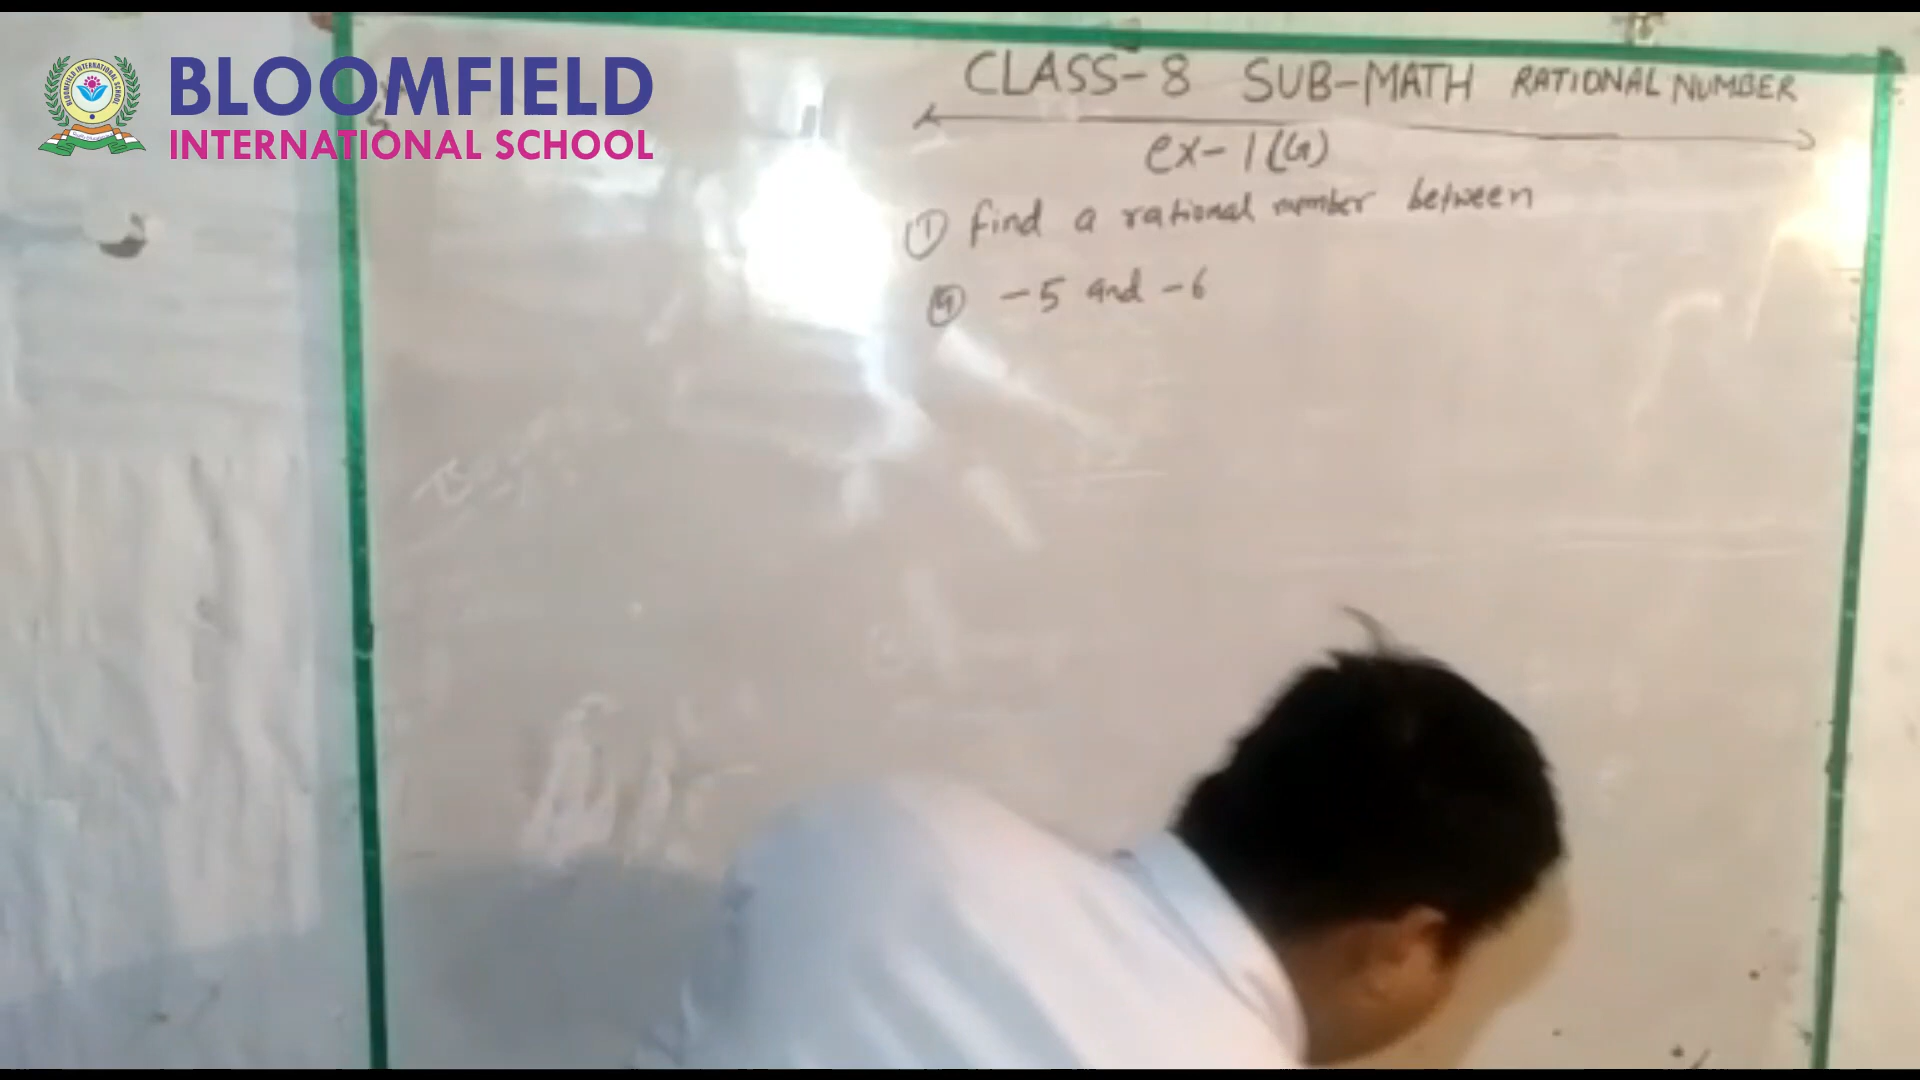 BLOOMFIELD
INTERNATIONAL SCHOOL
CLASS-8 SUB-MATH RATIONAL NUMBER
ex-1(G)
① Find a rational number between
ⓐ -5 and -6